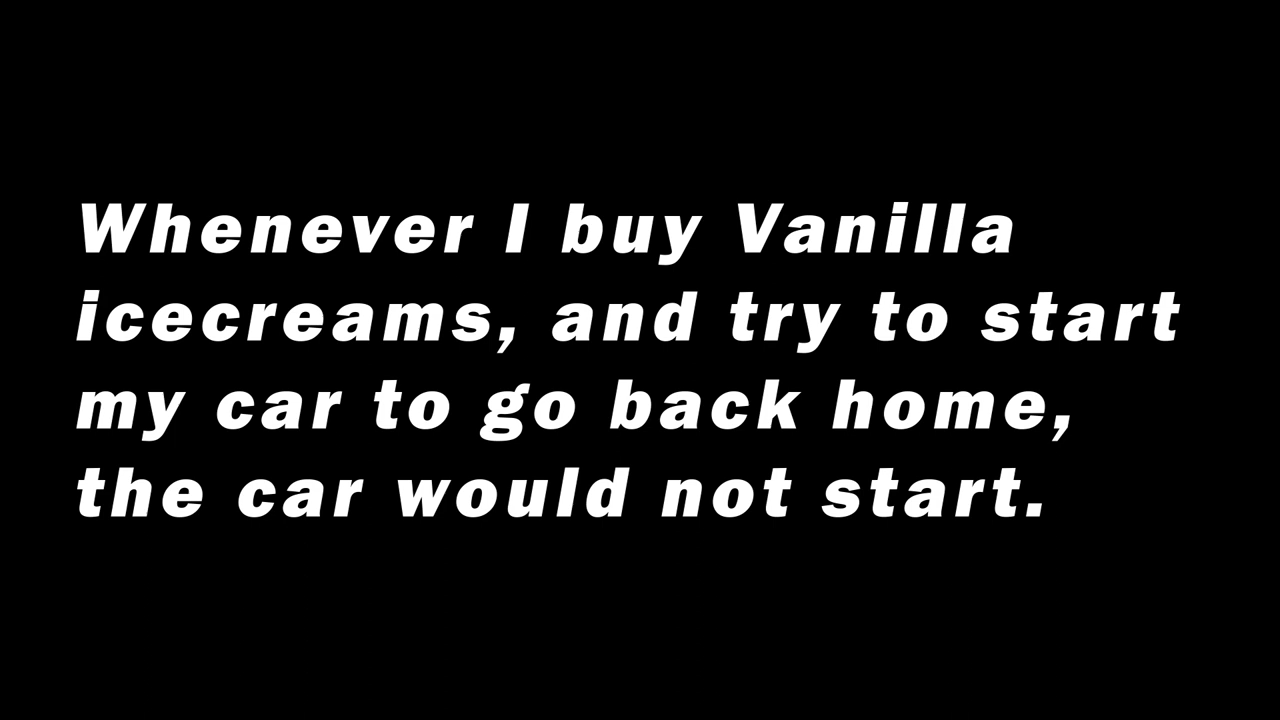 Whenever I buy Vanilla
icecreams, and try to start
my car to go back home,
the car would not start.